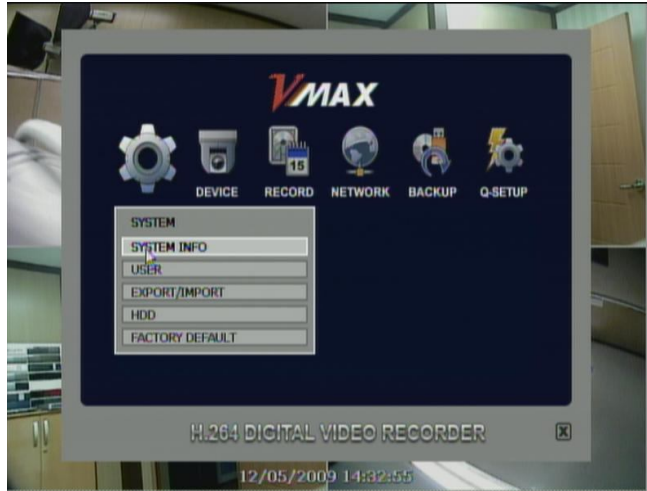 VMAX
15
DEVICE RECORD NETWORK BACKUP Q-SETUP
SYSTEM
SYSTEM INFO
USER
EXPORT/IMPORT
HDD
FACTORY DEFAULT
H.264 DIGITAL VIDEO RECORDER
X
12/05/2009 14:32:55